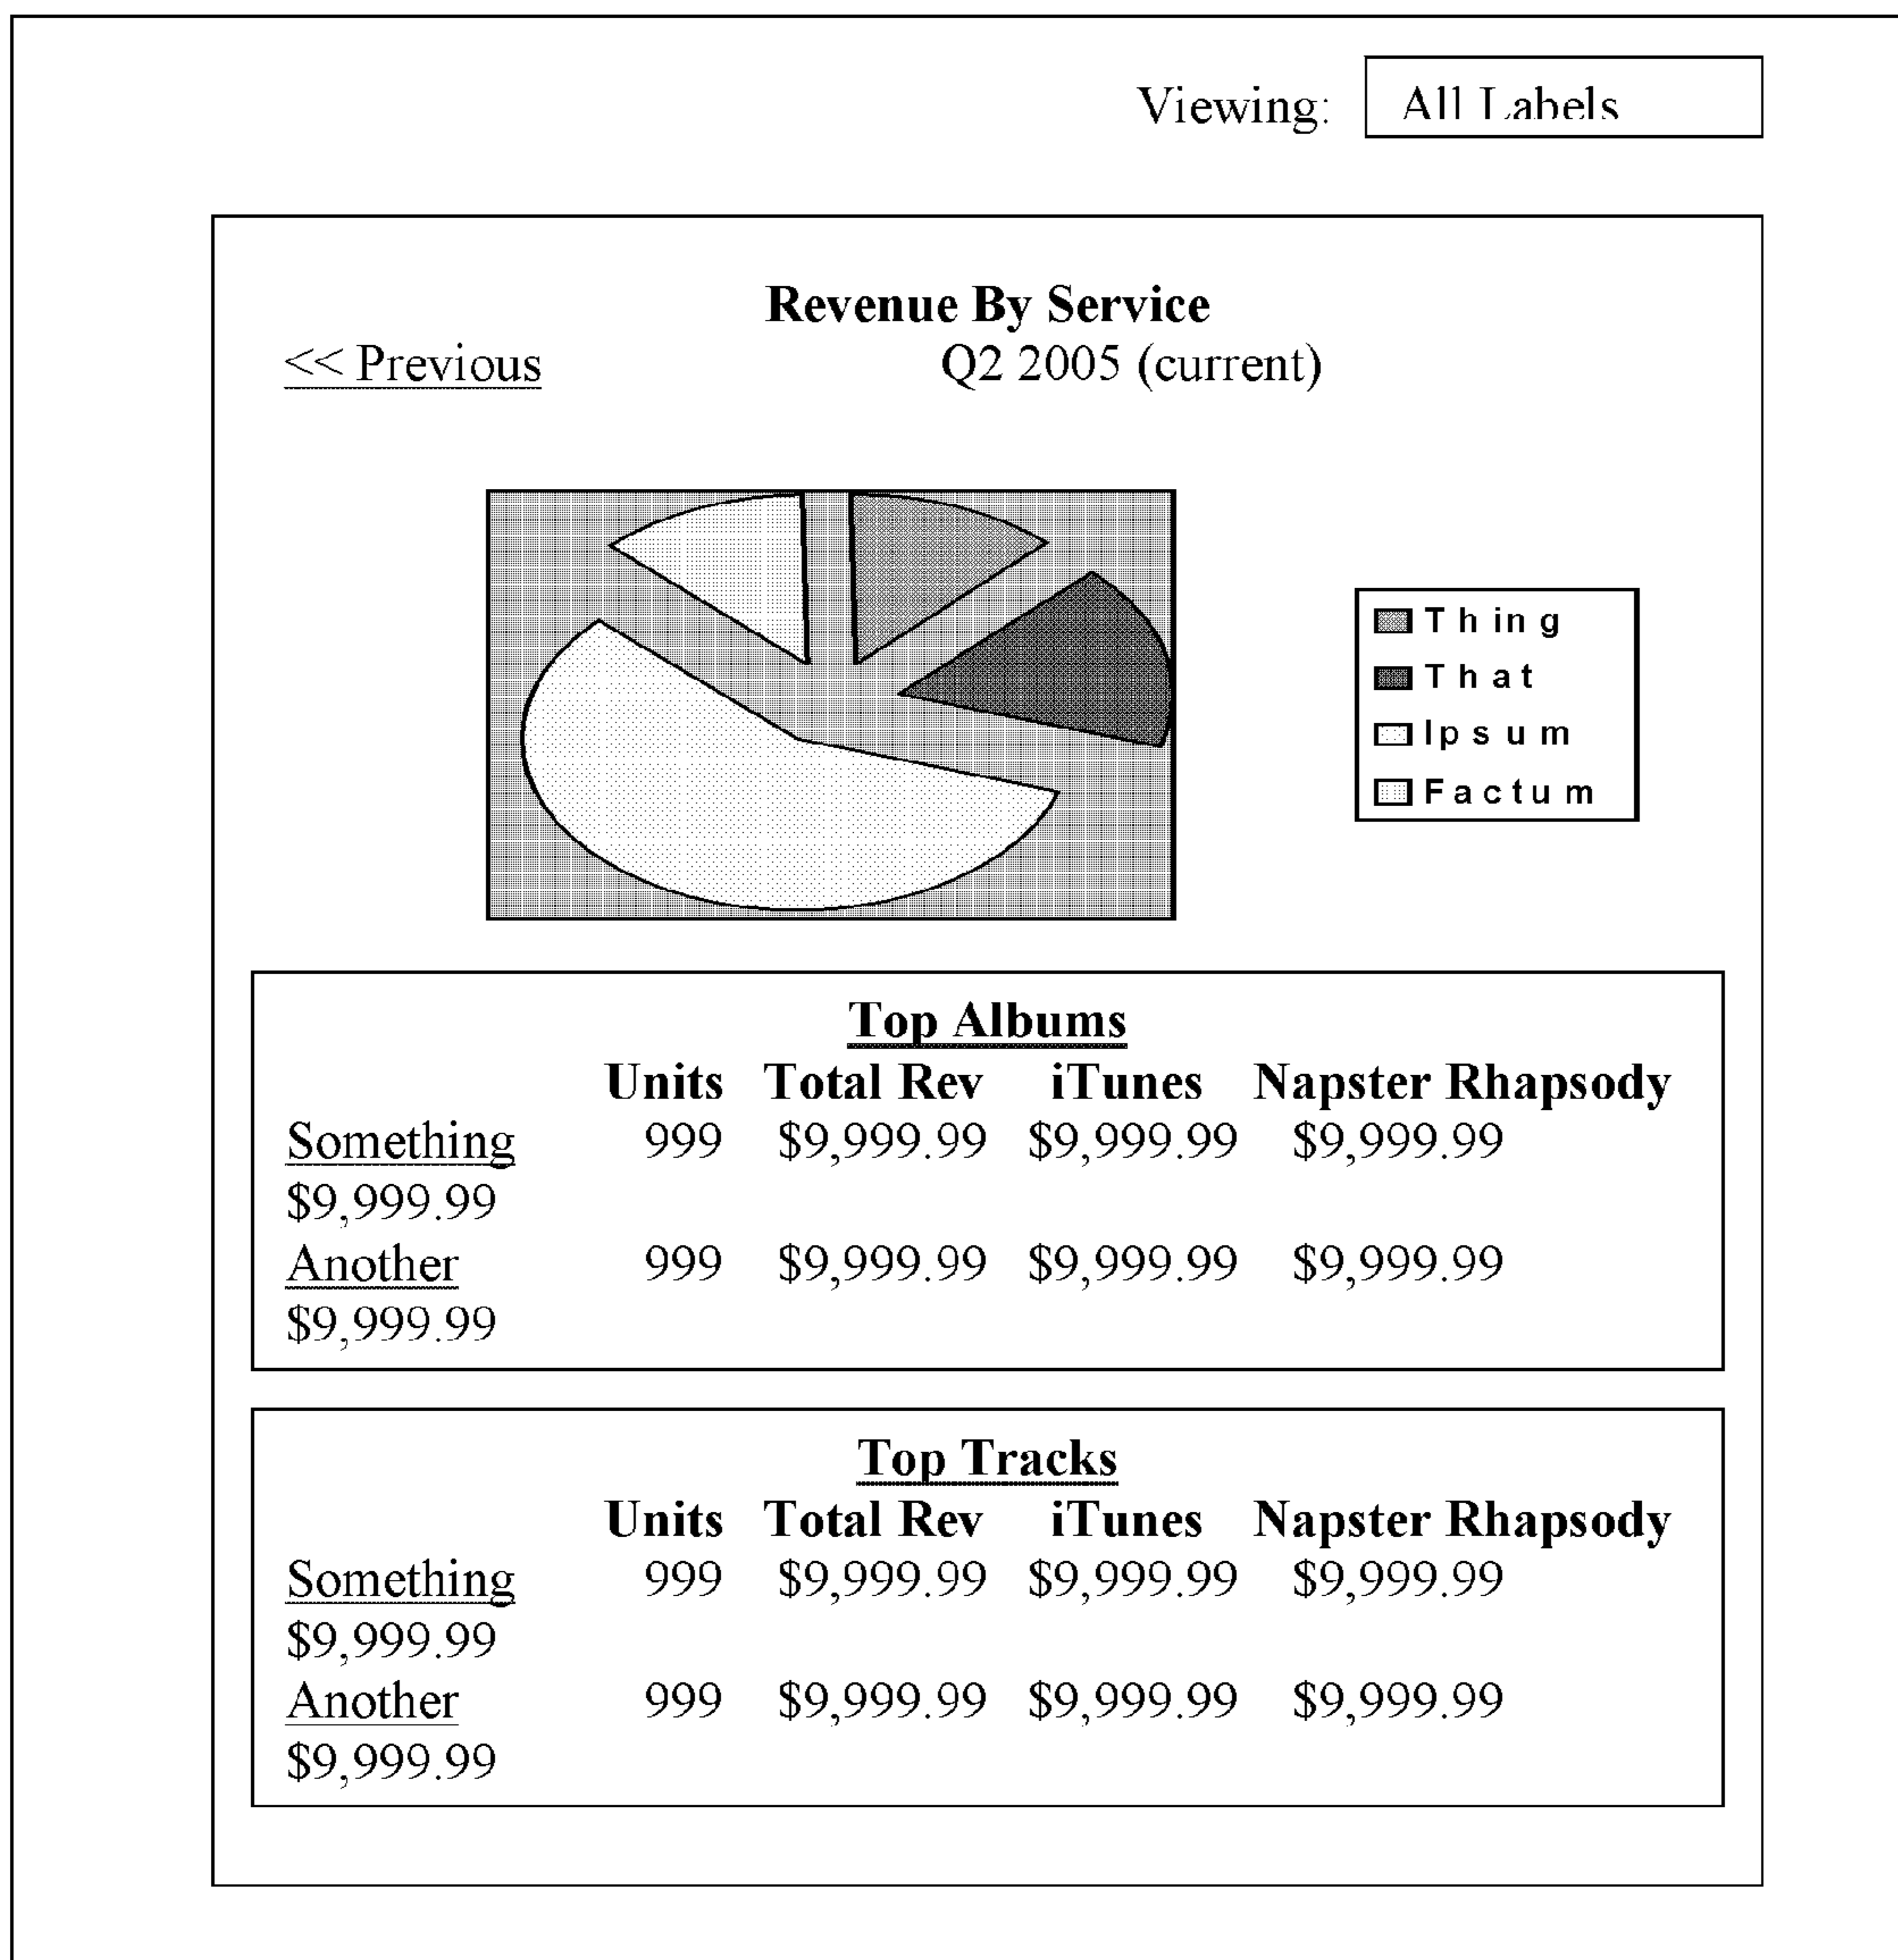 Viewing: All Labels
Revenue By Service
<< Previous Q2 2005 (current)
Thing
That
Ipsum
Factum
Top Albums
Units Total Rev iTunes Napster Rhapsody
Something 999 $9,999.99 $9,999.99 $9,999.99
$9,999.99
Another 999 $9,999.99 $9,999.99 $9,999.99
$9,999.99
Top Tracks
Units Total Rev iTunes Napster Rhapsody
Something 999 $9,999.99 $9,999.99 $9,999.99
$9,999.99
Another 999 $9,999.99 $9,999.99 $9,999.99
$9,999.99